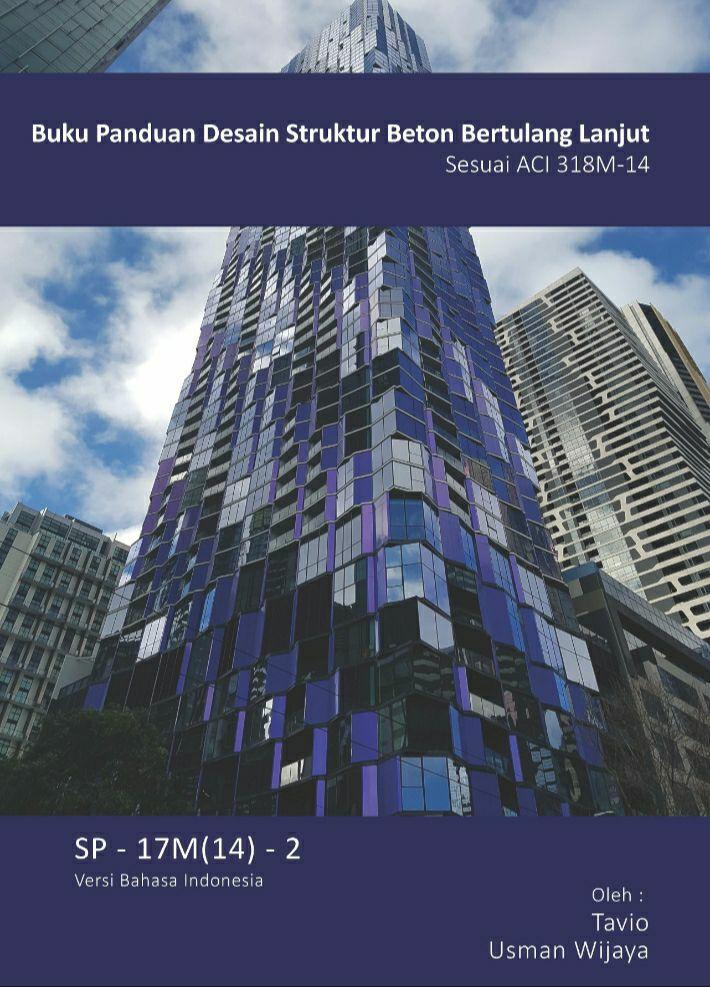 Buku Panduan Desain Struktur Beton Bertulang Lanjut
Sesuai ACI 318M-14
SP - 17M(14) - 2
Versi Bahasa Indonesia
Oleh :
Tavio
Usman Wijaya